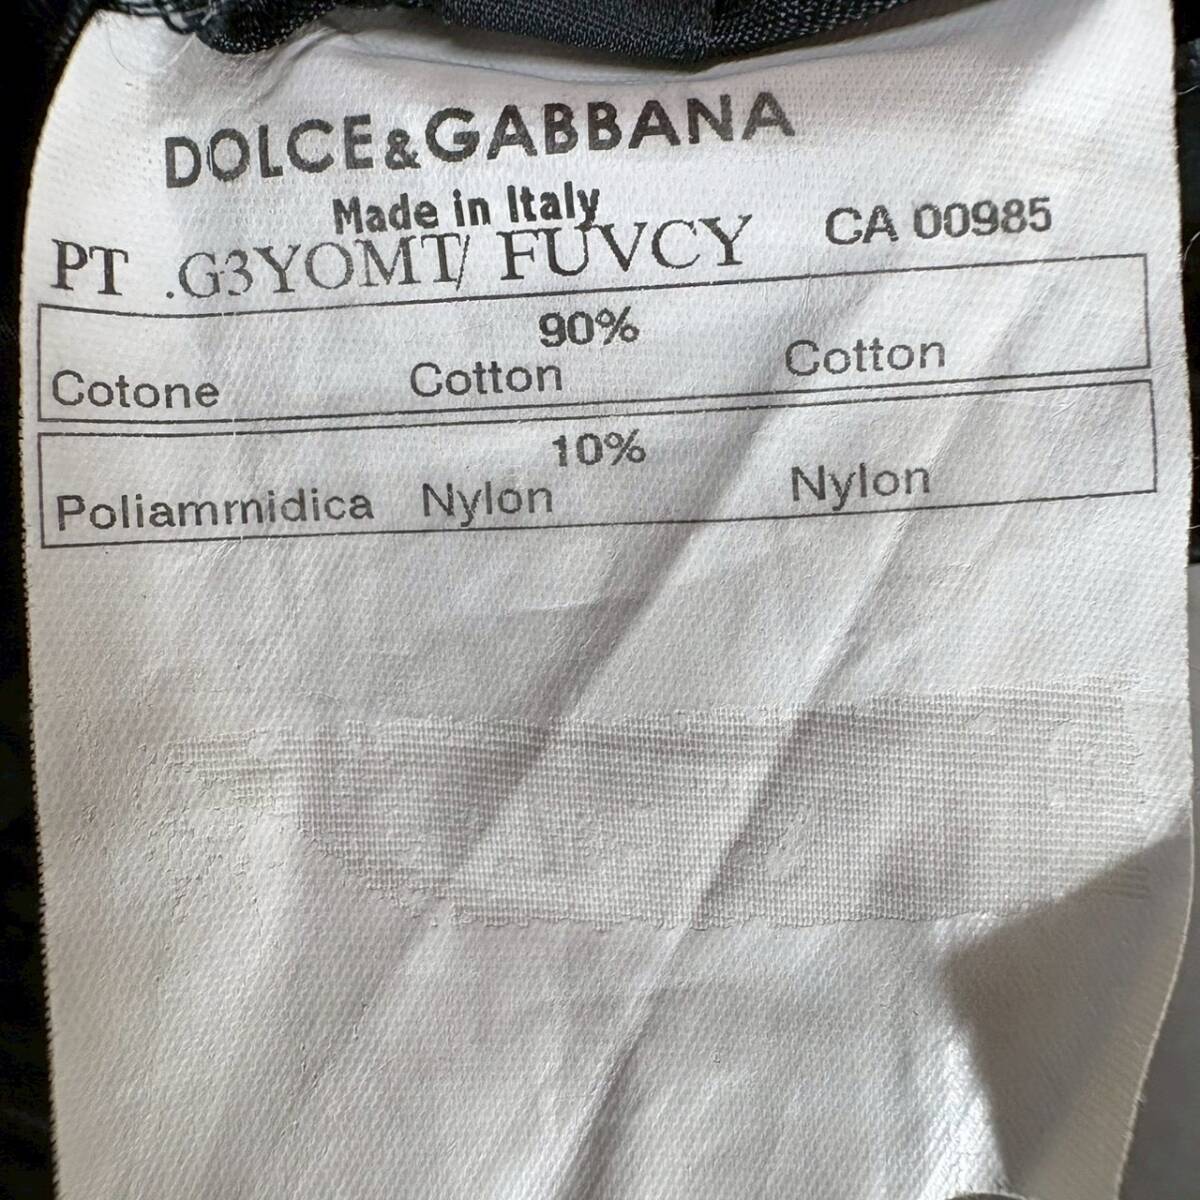 DOLCE&GABBANA
Made in Italy
PT .G3YOMT/ FUVCY CA 00985
90%
Cotone Cotton Cotton
10%
Poliamrnidica Nylon Nylon